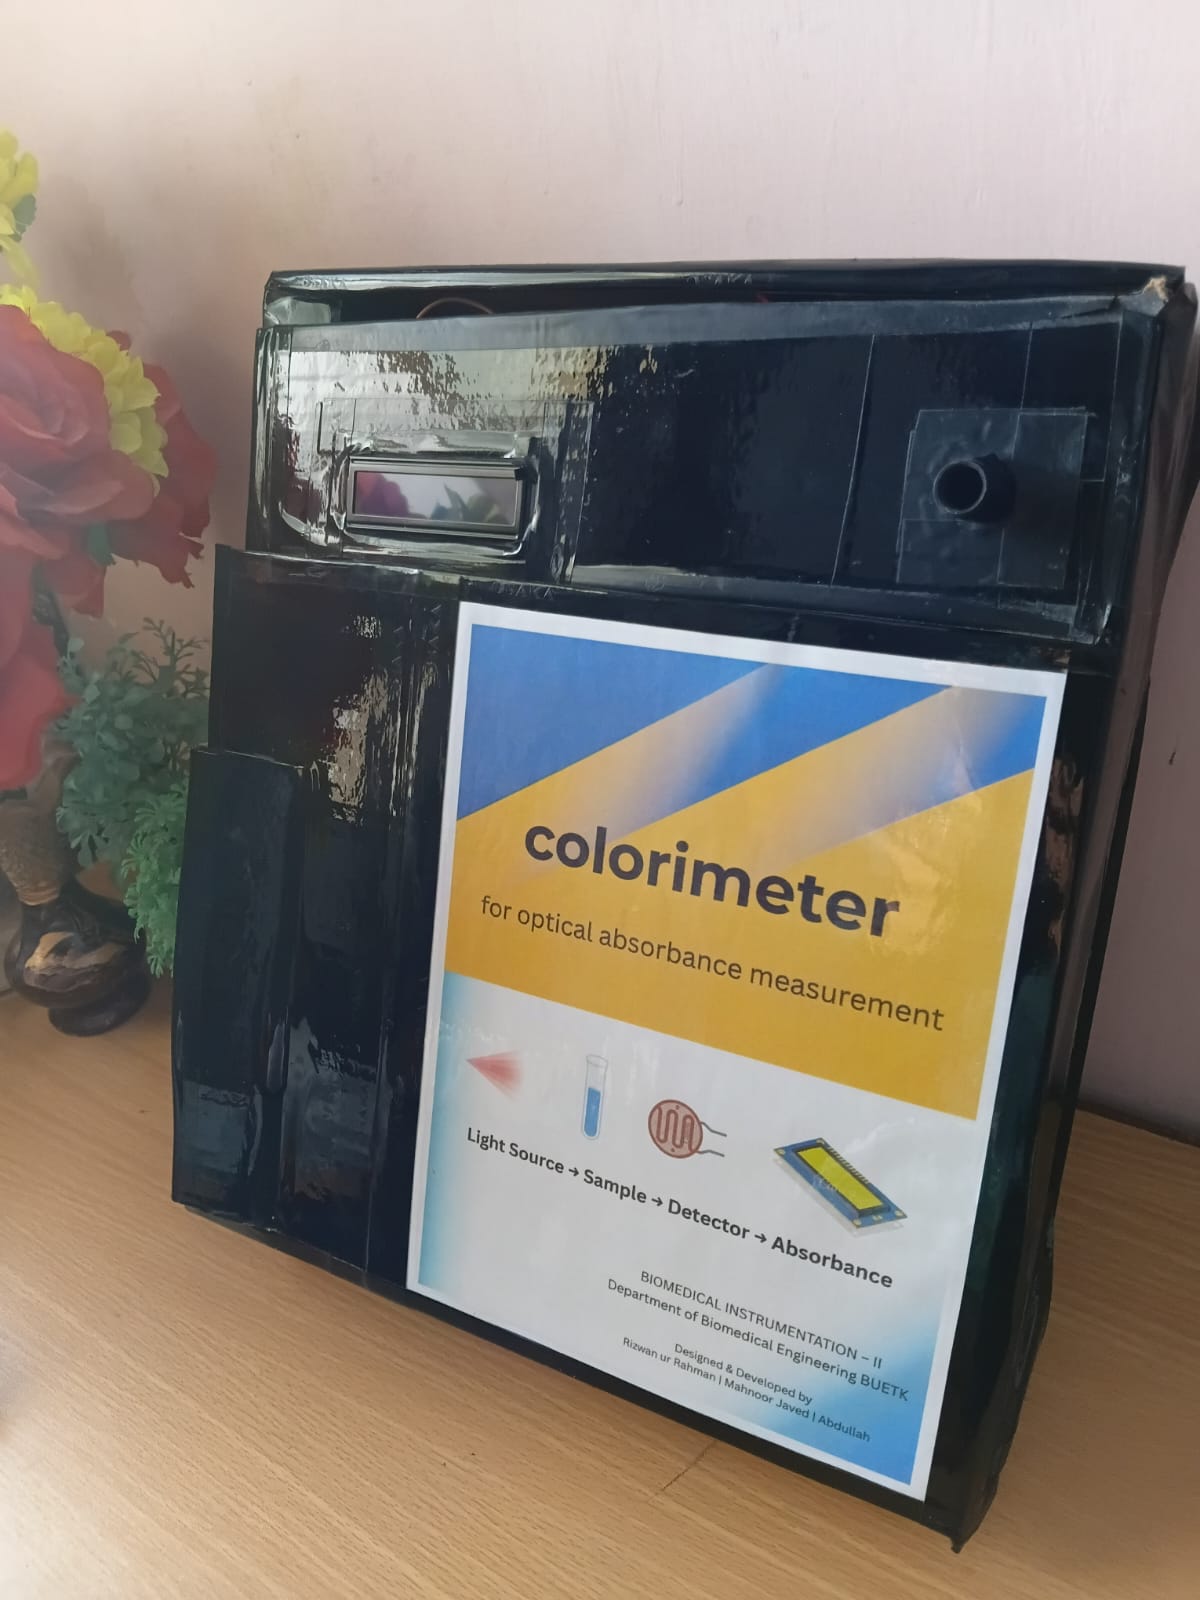 colorimeter
for optical absorbance measurement
Light Source → Sample → Detector → Absorbance
BIOMEDICAL INSTRUMENTATION – II
Department of Biomedical Engineering BUETK
Designed & Developed by
Rizwan ur Rahman | Mahnoor Javed | Abdullah